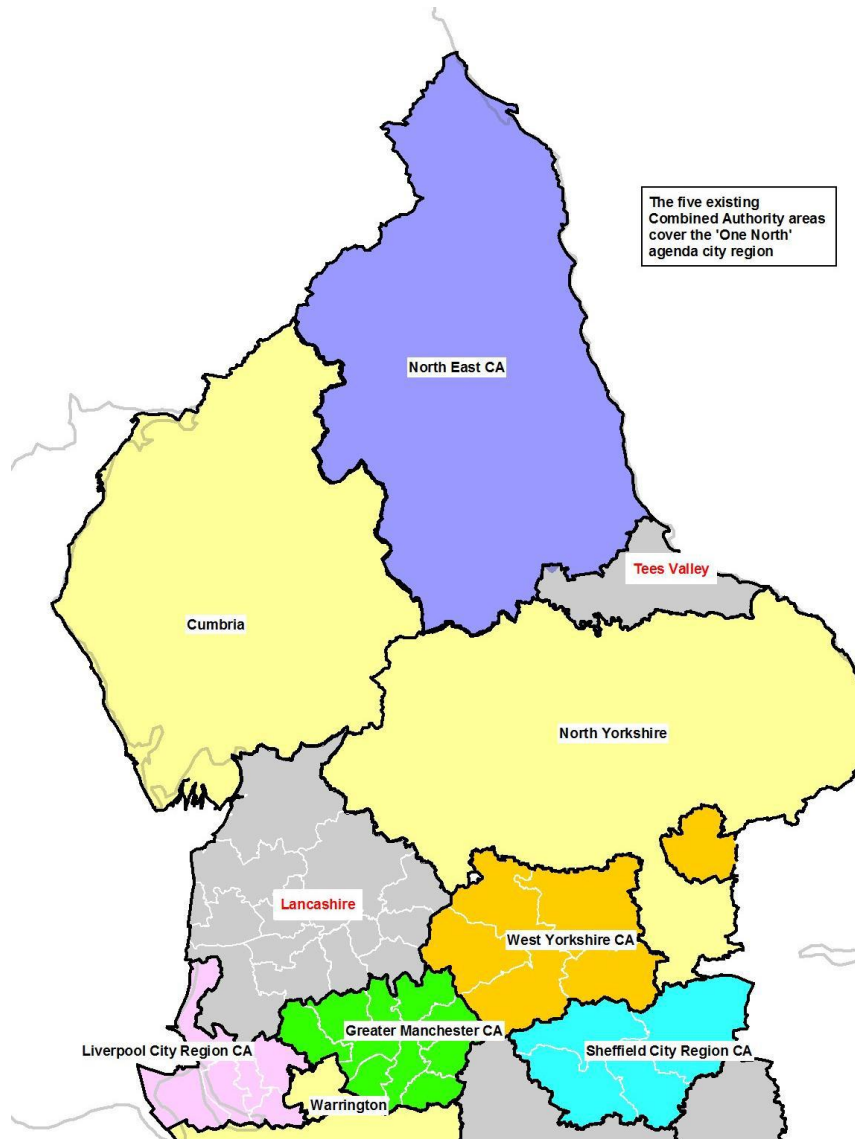 The five existing
Combined Authority areas
cover the 'One North'
agenda city region
North East CA
Tees Valley
Cumbria
North Yorkshire
Lancashire
West Yorkshire CA
Greater Manchester CA
Liverpool City Region CA
Sheffield City Region CA
Warrington